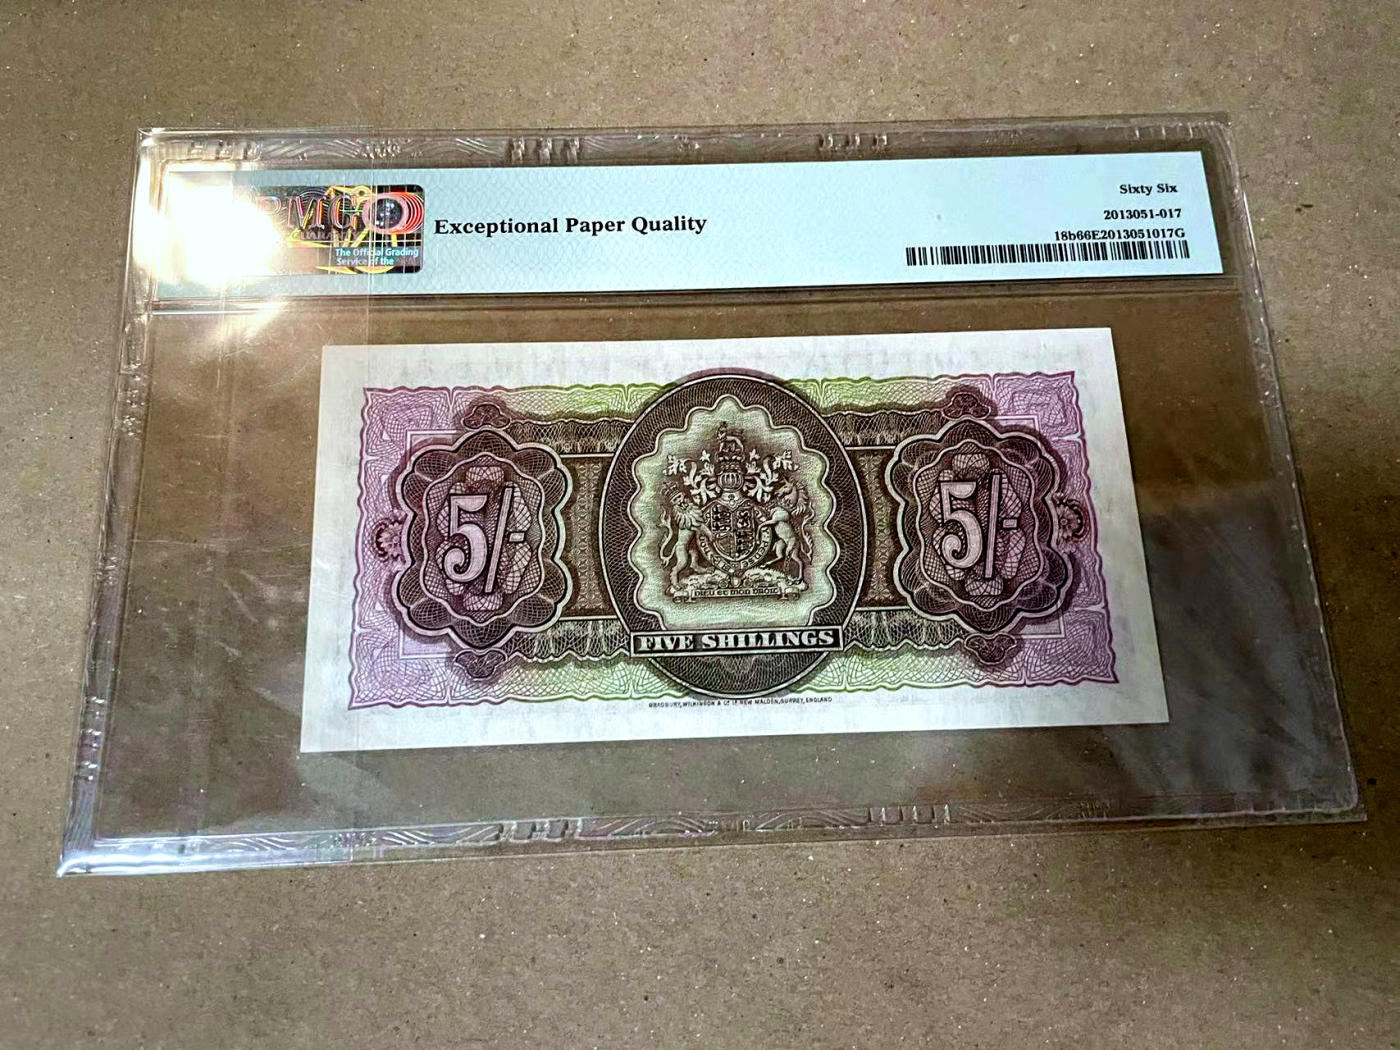 PMG
The Official Grading
Service of the
Exceptional Paper Quality
Sixty Six
2013051-017
18b66E2013051017G
5/-
5/-
DIEU ET MON DROIT
FIVE SHILLINGS
BRADBURY, WILKINSON & Cº Lº NEW MALDEN, SURREY, ENGLAND